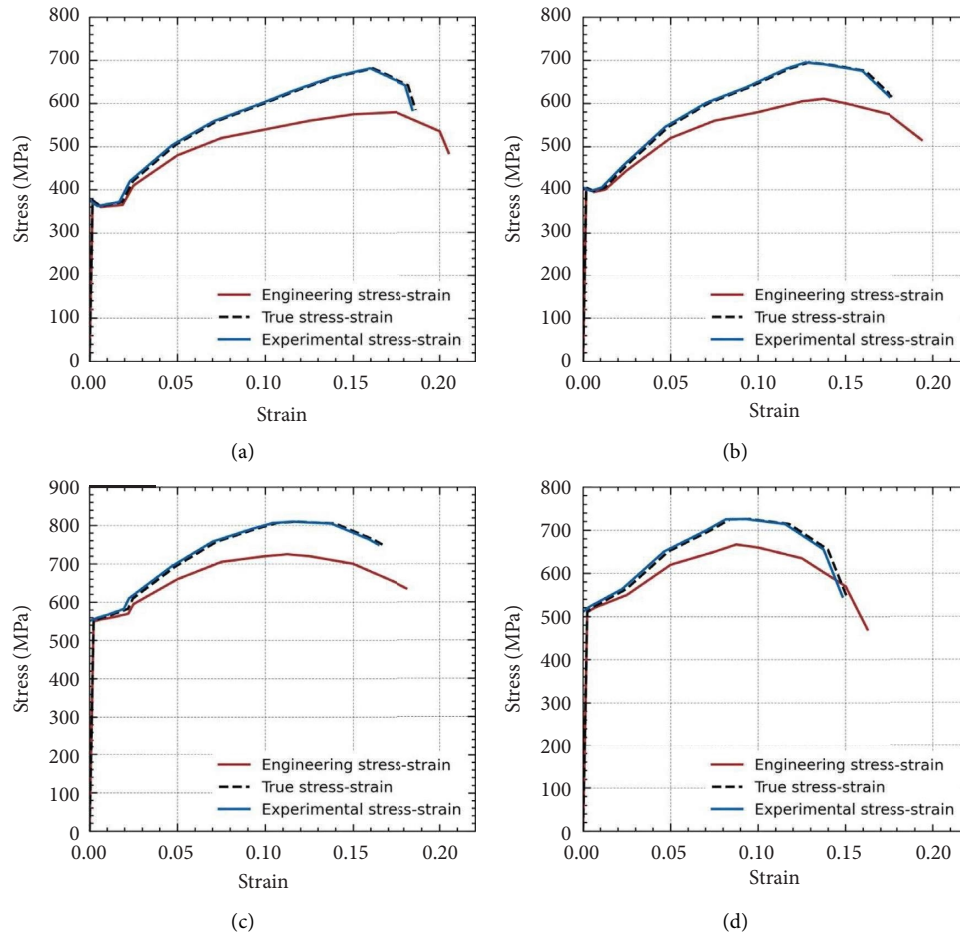 800
700
600
500
400
300
200
100
0
Stress (MPa)
Engineering stress-strain
True stress-strain
Experimental stress-strain
0.00 0.05 0.10 0.15 0.20
Strain
(a)
800
700
600
500
400
300
200
100
0
Stress (MPa)
Engineering stress-strain
True stress-strain
Experimental stress-strain
0.00 0.05 0.10 0.15 0.20
Strain
(b)
900
800
700
600
500
400
300
200
100
0
Stress (MPa)
Engineering stress-strain
True stress-strain
Experimental stress-strain
0.00 0.05 0.10 0.15 0.20
Strain
(c)
800
700
600
500
400
300
200
100
0
Stress (MPa)
Engineering stress-strain
True stress-strain
Experimental stress-strain
0.00 0.05 0.10 0.15 0.20
Strain
(d)